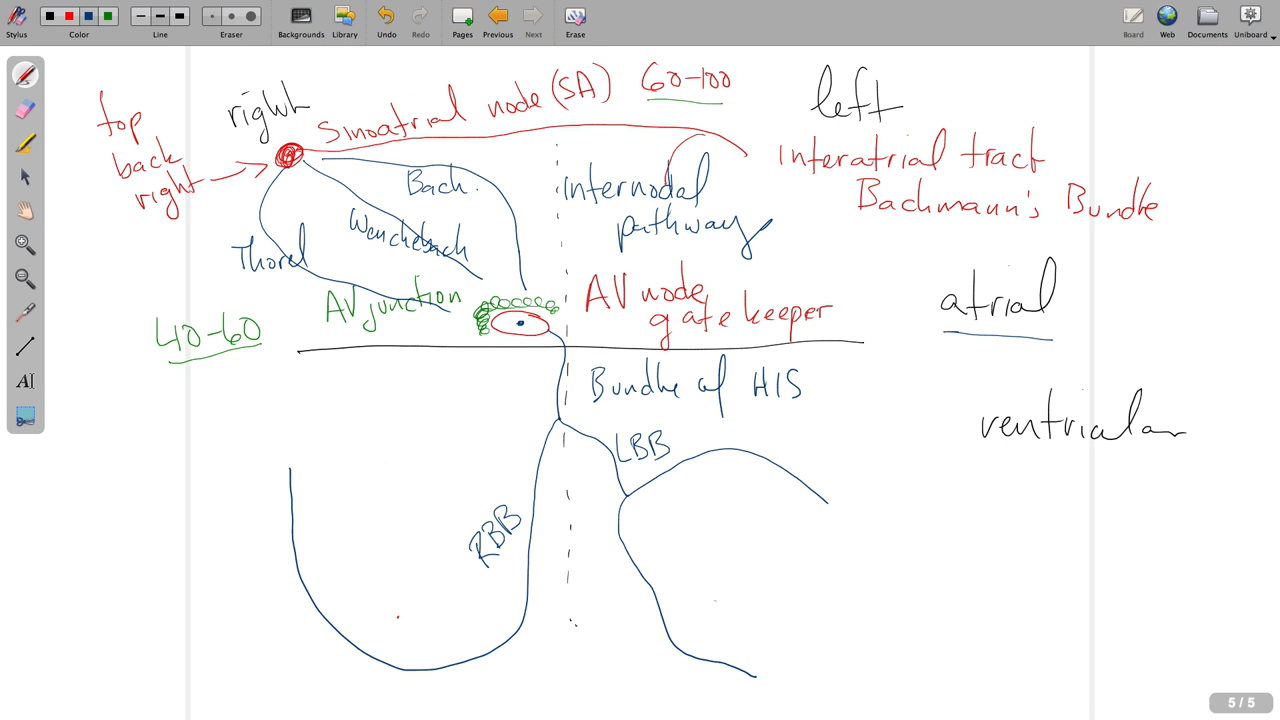 Stylus
Color
Line
Eraser
Backgrounds
Library
Undo
Redo
Pages
Previous
Next
Erase
Board
Web
Documents
Uniboard
top
back
right
right
Sinoatrial node (SA) 60-100
left
Interatrial tract
Bachmann's Bundle
Bach.
Wenckebach
Thorel
Internodal
pathway
AV junction
40-60
AV node
gate keeper
atrial
Bundle of HIS
ventricular
LBB
RBB
5 / 5